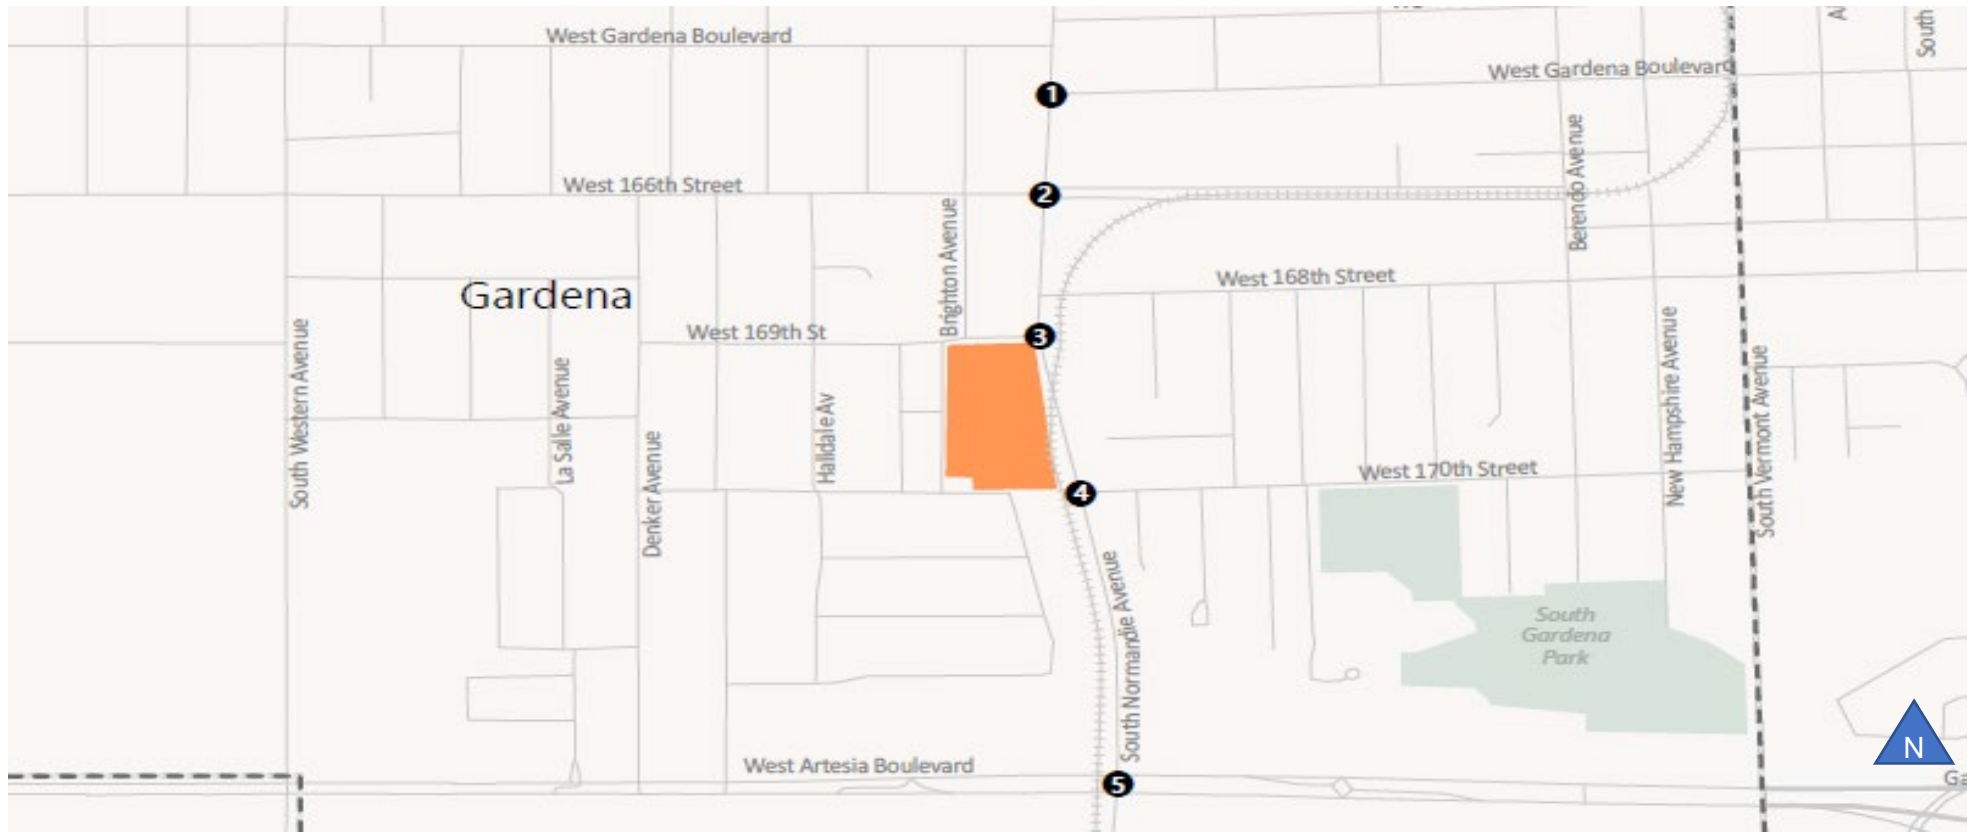 West Gardena Boulevard
South
West Gardena Boulevard
1
Berendo Avenue
West 166th Street
2
Brighton Avenue
West 168th Street
Gardena
West 169th St
3
South Western Avenue
La Salle Avenue
Halldale Av
Denker Avenue
New Hampshire Avenue
South Vermont Avenue
West 170th Street
4
South Normandie Avenue
South
Gardena
Park
N
West Artesia Boulevard
5
Ga